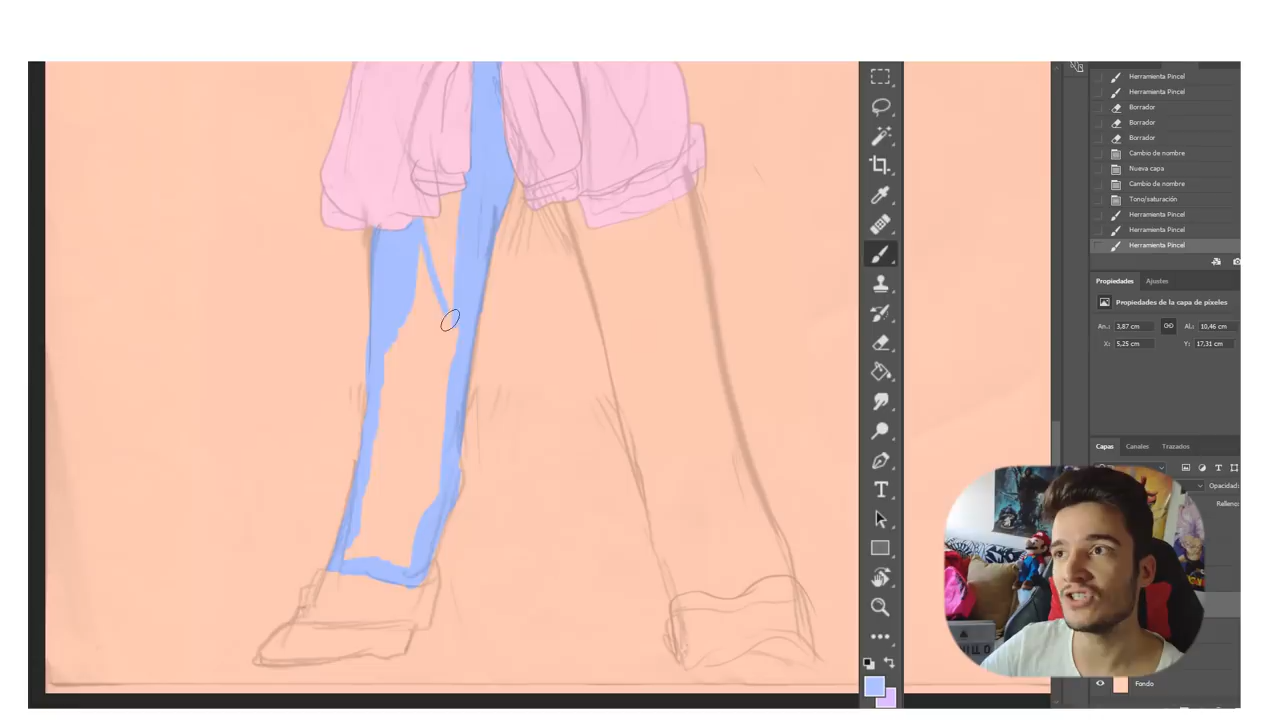 Herramienta Pincel
Herramienta Pincel
Borrador
Borrador
Borrador
Cambio de nombre
Nueva capa
Cambio de nombre
Tono/saturación
Herramienta Pincel
Herramienta Pincel
Herramienta Pincel
Propiedades Ajustes
Propiedades de la capa de píxeles
An.: 3,87 cm AL: 10,46 cm
X: 5,25 cm Y: 17,31 cm
Capas Canales Trazados
T
Opacidad:
Relleno:
T
Fondo